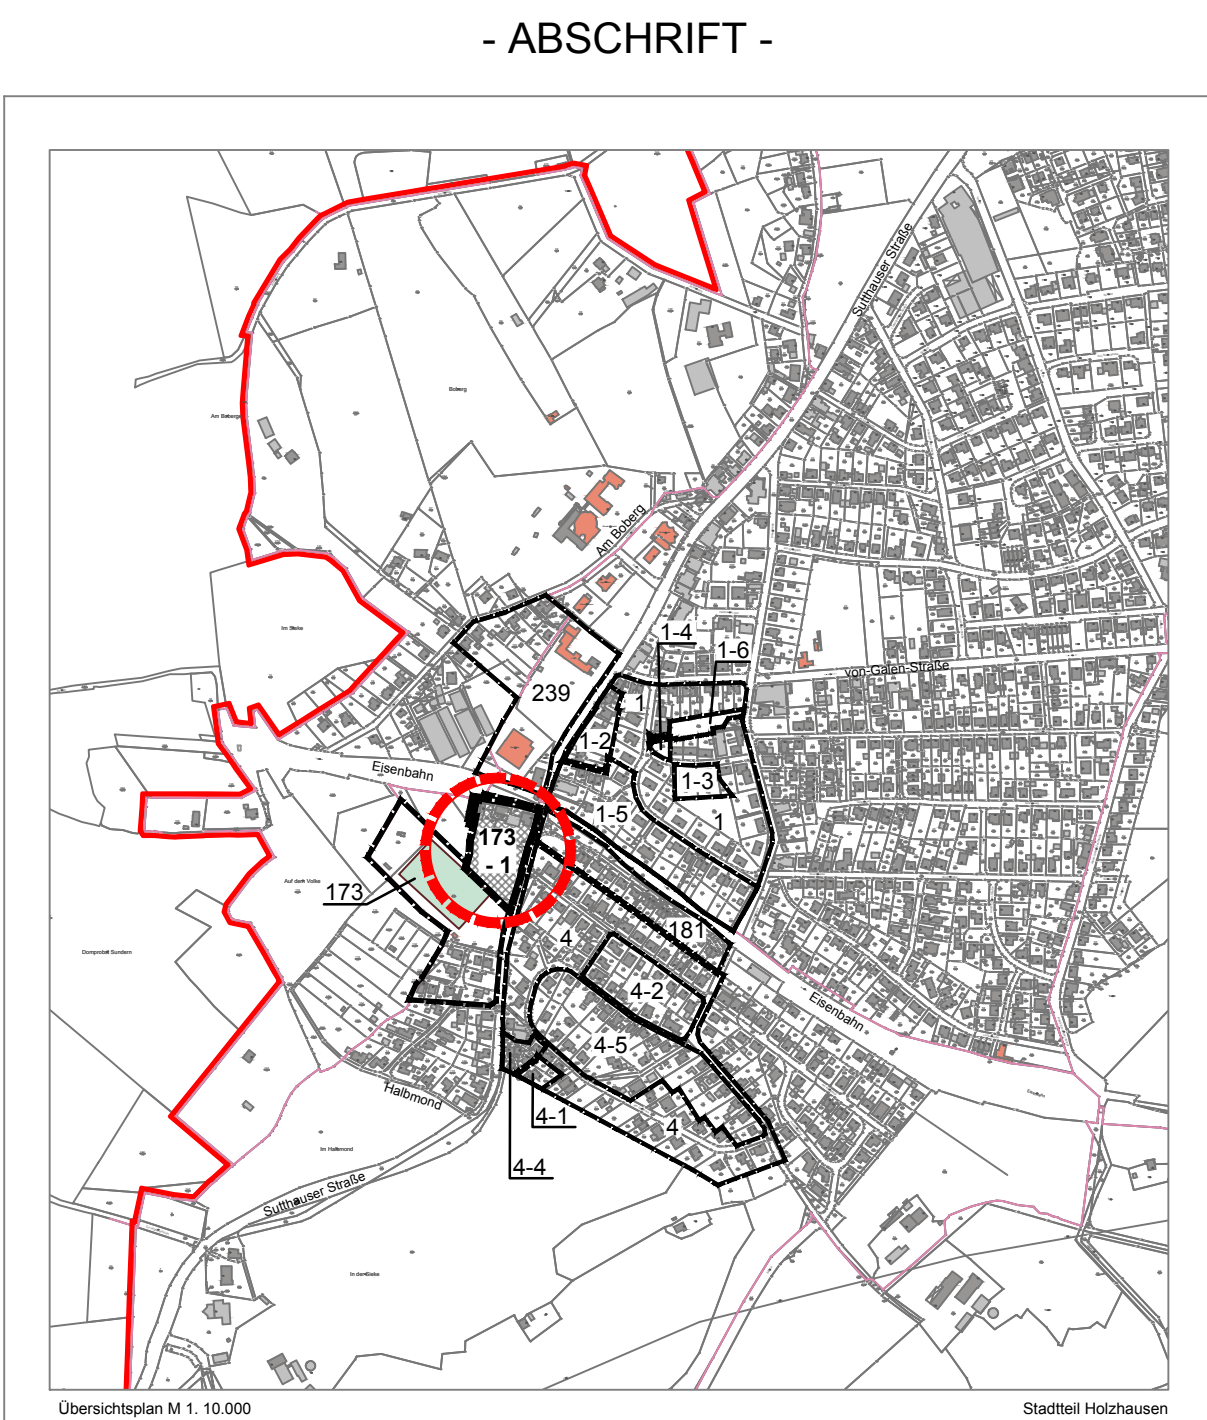 - ABSCHRIFT -
Sutthauser Straße
Boberg
Am Boberge
Am Boberg
Im Sieke
1-4
1-6
von-Galen-Straße
239
1
1-2
Eisenbahn
1-3
1-5
1
173
- 1
Auf dem Volke
173
181
4
Domprobst Sundern
4-2
Eisenbahn
4-5
Halbmond
4-1
4
Im Halbmond
4-4
Sutthauser Straße
In der Sieke
Übersichtsplan M 1. 10.000
Stadtteil Holzhausen